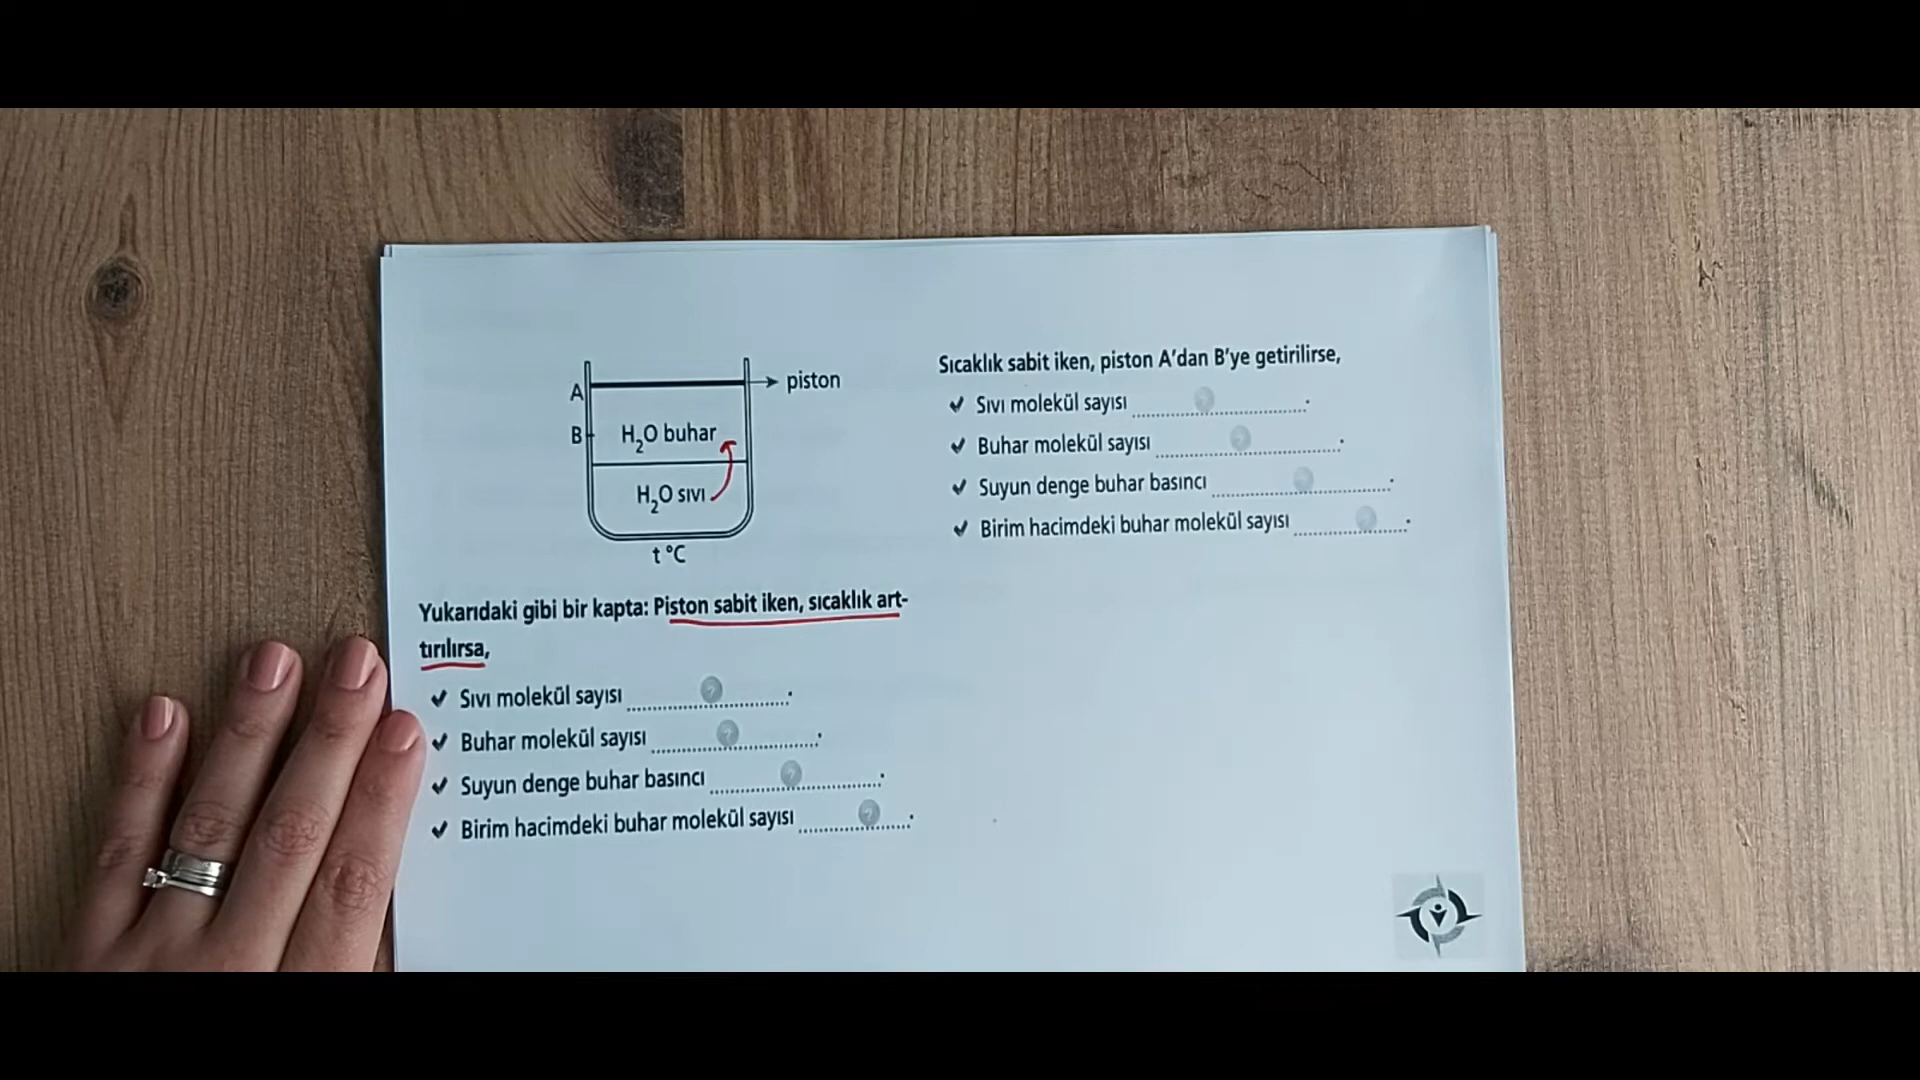 A
piston
B
H₂O buhar
H₂O sıvı
t °C
Yukarıdaki gibi bir kapta: Piston sabit iken, sıcaklık art-
tırılırsa,
✔ Sıvı molekül sayısı ........ ? ........ .
✔ Buhar molekül sayısı ........ ? ........ .
✔ Suyun denge buhar basıncı ........ ? ........ .
✔ Birim hacimdeki buhar molekül sayısı ........ ? ........ .
Sıcaklık sabit iken, piston A'dan B'ye getirilirse,
✔ Sıvı molekül sayısı ........ ? ........ .
✔ Buhar molekül sayısı ........ ? ........ .
✔ Suyun denge buhar basıncı ........ ? ........ .
✔ Birim hacimdeki buhar molekül sayısı ........ ? ........ .